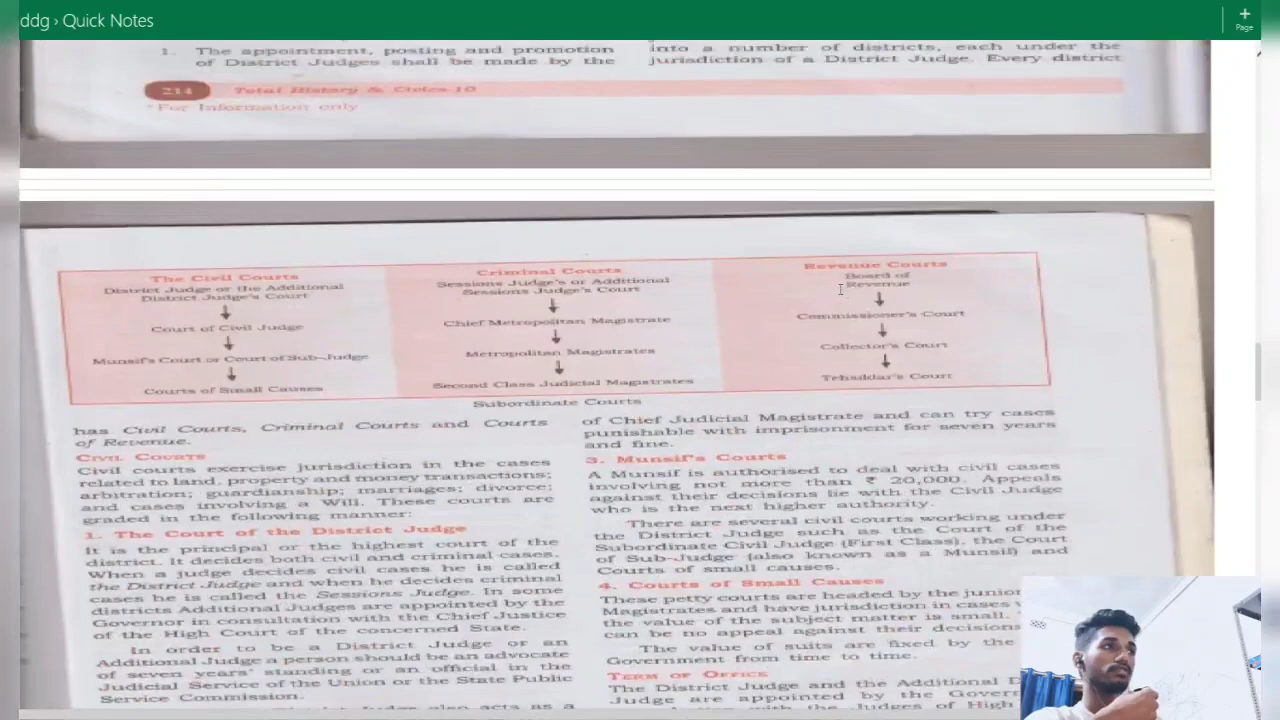 ddg › Quick Notes
+
Page
1. The appointment, posting and promotion
of District Judges shall be made by the
into a number of districts, each under the
jurisdiction of a District Judge. Every district
214 Total History & Civics-10
*For Information only
The Civil Courts
District Judge or the Additional
District Judge's Court
Court of Civil Judge
Munsif's Court or Court of Sub-Judge
Courts of Small Causes
Criminal Courts
Sessions Judge's or Additional
Sessions Judge's Court
Chief Metropolitan Magistrate
Metropolitan Magistrates
Second Class Judicial Magistrates
Revenue Courts
Board of
Revenue
Commissioner's Court
Collector's Court
Tehsildar's Court
Subordinate Courts
has Civil Courts, Criminal Courts and Courts
of Revenue.
CIVIL COURTS
Civil courts exercise jurisdiction in the cases
related to land, property and money transactions;
arbitration; guardianship; marriages; divorce;
and cases involving a Will. These courts are
graded in the following manner:
1. The Court of the District Judge
It is the principal or the highest court of the
district. It decides both civil and criminal cases.
When a judge decides civil cases he is called
the District Judge and when he decides criminal
cases he is called the Sessions Judge. In some
districts Additional Judges are appointed by the
Governor in consultation with the Chief Justice
of the High Court of the concerned State.
In order to be a District Judge or an
Additional Judge a person should be an advocate
of seven years' standing or an official in the
Judicial Service of the Union or the State Public
Service Commission.
Judge also acts as a
of Chief Judicial Magistrate and can try cases
punishable with imprisonment for seven years
and fine.
3. Munsif's Courts
A Munsif is authorised to deal with civil cases
involving not more than ₹ 20,000. Appeals
against their decisions lie with the Civil Judge
who is the next higher authority.
There are several civil courts working under
the District Judge such as the Court of the
Subordinate Civil Judge (First Class), the Court
of Sub-Judge (also known as a Munsif) and
Courts of small causes.
4. Courts of Small Causes
These petty courts are headed by the junior
Magistrates and have jurisdiction in cases
the value of the subject matter is small.
can be no appeal against their decisions
The value of suits are fixed by the
Government from time to time.
TERM OF OFFICE
The District Judge and the Additional D
Judge are appointed by the Govern
with the Judges of High